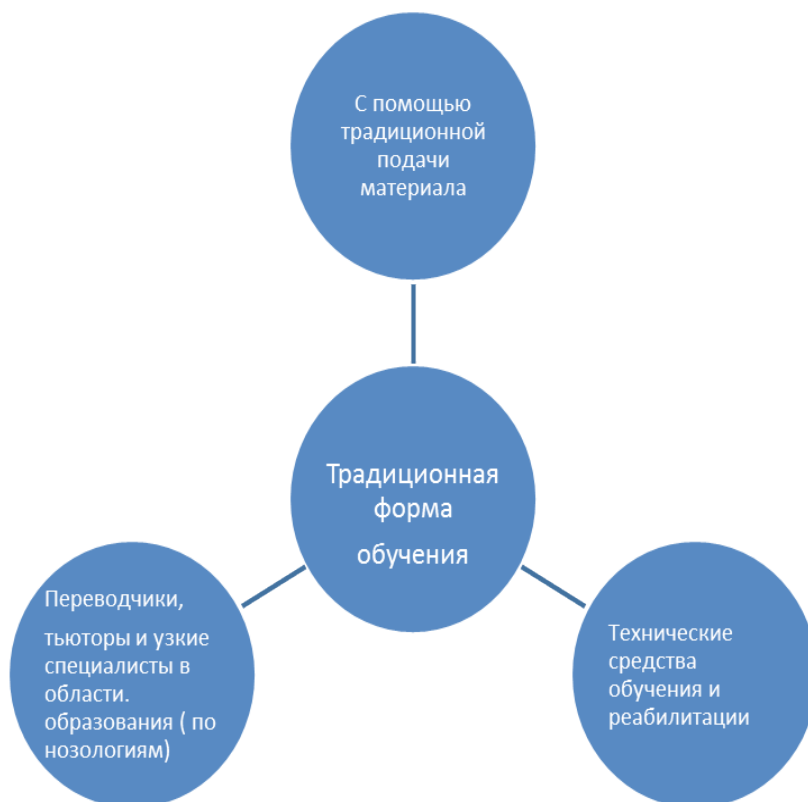 С помощью
традиционной
подачи
материала
Традиционная
форма
обучения
Переводчики,
тьюторы и узкие
специалисты в
области.
образования ( по
нозологиям)
Технические
средства
обучения и
реабилитации